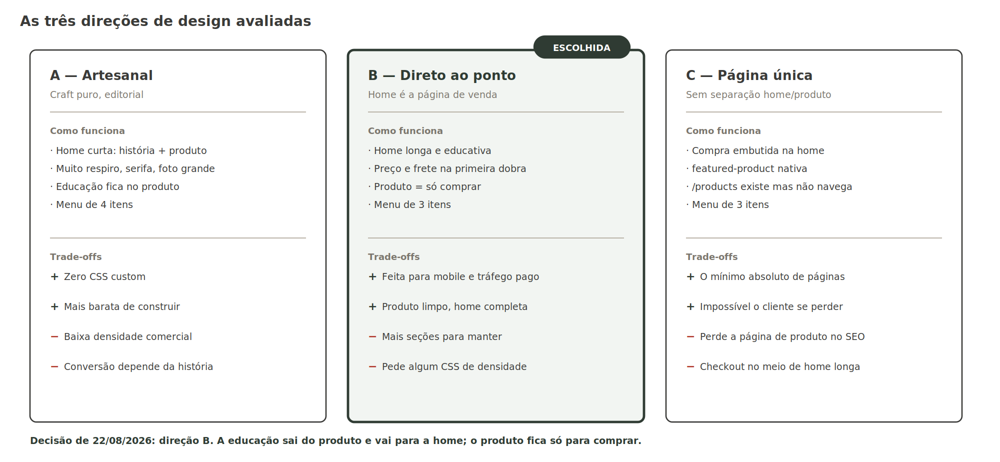 As três direções de design avaliadas
ESCOLHIDA
A — Artesanal
Craft puro, editorial
Como funciona
· Home curta: história + produto
· Muito respiro, serifa, foto grande
· Educação fica no produto
· Menu de 4 itens
Trade-offs
+ Zero CSS custom
+ Mais barata de construir
− Baixa densidade comercial
− Conversão depende da história
B — Direto ao ponto
Home é a página de venda
Como funciona
· Home longa e educativa
· Preço e frete na primeira dobra
· Produto = só comprar
· Menu de 3 itens
Trade-offs
+ Feita para mobile e tráfego pago
+ Produto limpo, home completa
− Mais seções para manter
− Pede algum CSS de densidade
C — Página única
Sem separação home/produto
Como funciona
· Compra embutida na home
· featured-product nativa
· /products existe mas não navega
· Menu de 3 itens
Trade-offs
+ O mínimo absoluto de páginas
+ Impossível o cliente se perder
− Perde a página de produto no SEO
− Checkout no meio de home longa
Decisão de 22/08/2026: direção B. A educação sai do produto e vai para a home; o produto fica só para comprar.